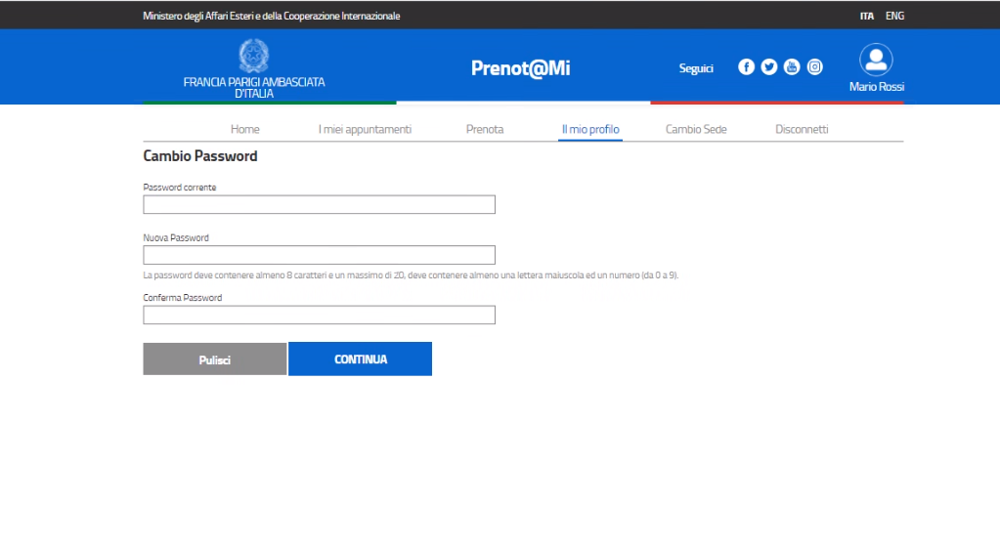 Ministero degli Affari Esteri e della Cooperazione Internazionale
ITA ENG
FRANCIA PARIGI AMBASCIATA
D'ITALIA
Prenot@Mi
Seguici
Mario Rossi
Home I miei appuntamenti Prenota Il mio profilo Cambio Sede Disconnetti
Cambio Password
Password corrente
Nuova Password
La password deve contenere almeno 8 caratteri e un massimo di 20, deve contenere almeno una lettera maiuscola ed un numero (da 0 a 9).
Conferma Password
Pulisci CONTINUA